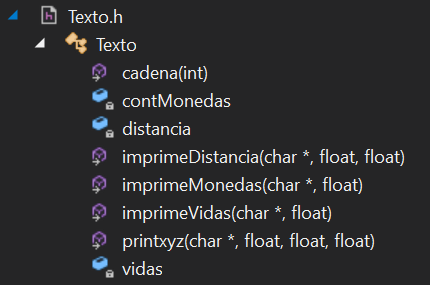 Texto.h
Texto
cadena(int)
contMonedas
distancia
imprimeDistancia(char *, float, float)
imprimeMonedas(char *, float)
imprimeVidas(char *, float)
printxyz(char *, float, float, float)
vidas